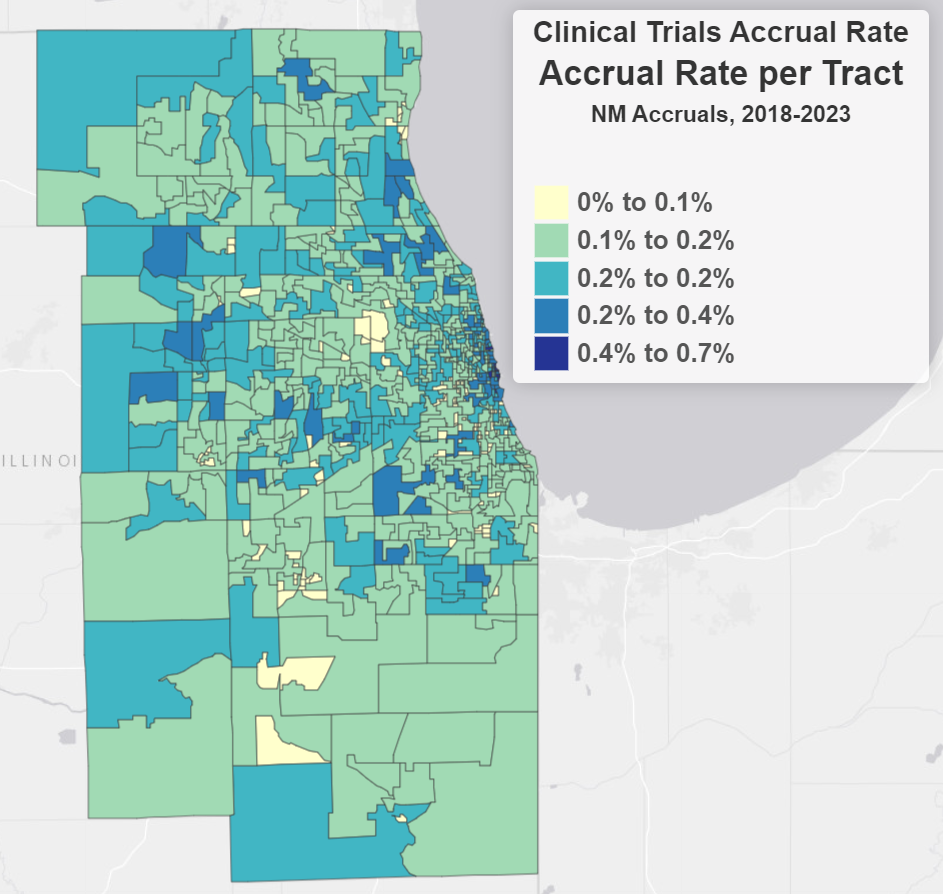 Clinical Trials Accrual Rate
Accrual Rate per Tract
NM Accruals, 2018-2023
0% to 0.1%
0.1% to 0.2%
0.2% to 0.2%
0.2% to 0.4%
0.4% to 0.7%
ILLINOI